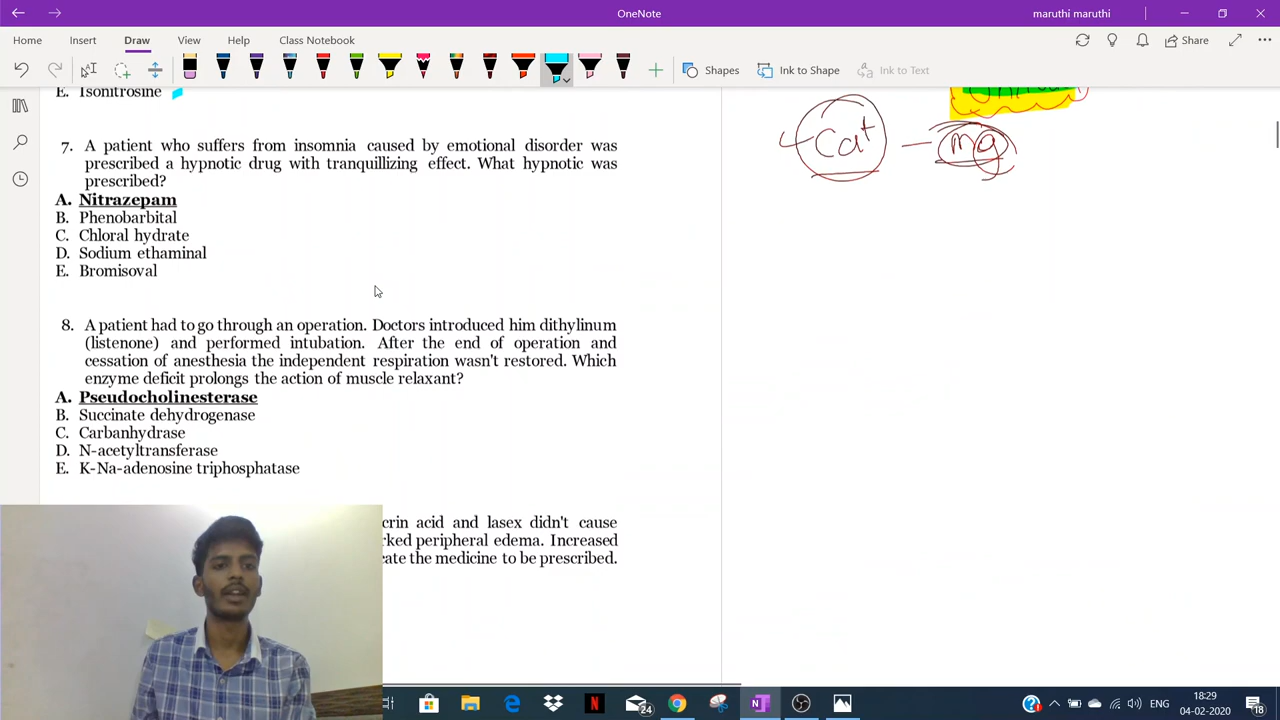 OneNote
maruthi maruthi
Home Insert Draw View Help Class Notebook
Share
Shapes
Ink to Shape
Ink to Text
E. Isonitrosine
7. A patient who suffers from insomnia caused by emotional disorder was
prescribed a hypnotic drug with tranquillizing effect. What hypnotic was
prescribed?
A. Nitrazepam
B. Phenobarbital
C. Chloral hydrate
D. Sodium ethaminal
E. Bromisoval
8. A patient had to go through an operation. Doctors introduced him dithylinum
(listenone) and performed intubation. After the end of operation and
cessation of anesthesia the independent respiration wasn't restored. Which
enzyme deficit prolongs the action of muscle relaxant?
A. Pseudocholinesterase
B. Succinate dehydrogenase
C. Carbanhydrase
D. N-acetyltransferase
E. K-Na-adenosine triphosphatase
crin acid and lasex didn't cause
rked peripheral edema. Increased
cate the medicine to be prescribed.
Ca+ — Mg
24
ENG
18:29
04-02-2020
18